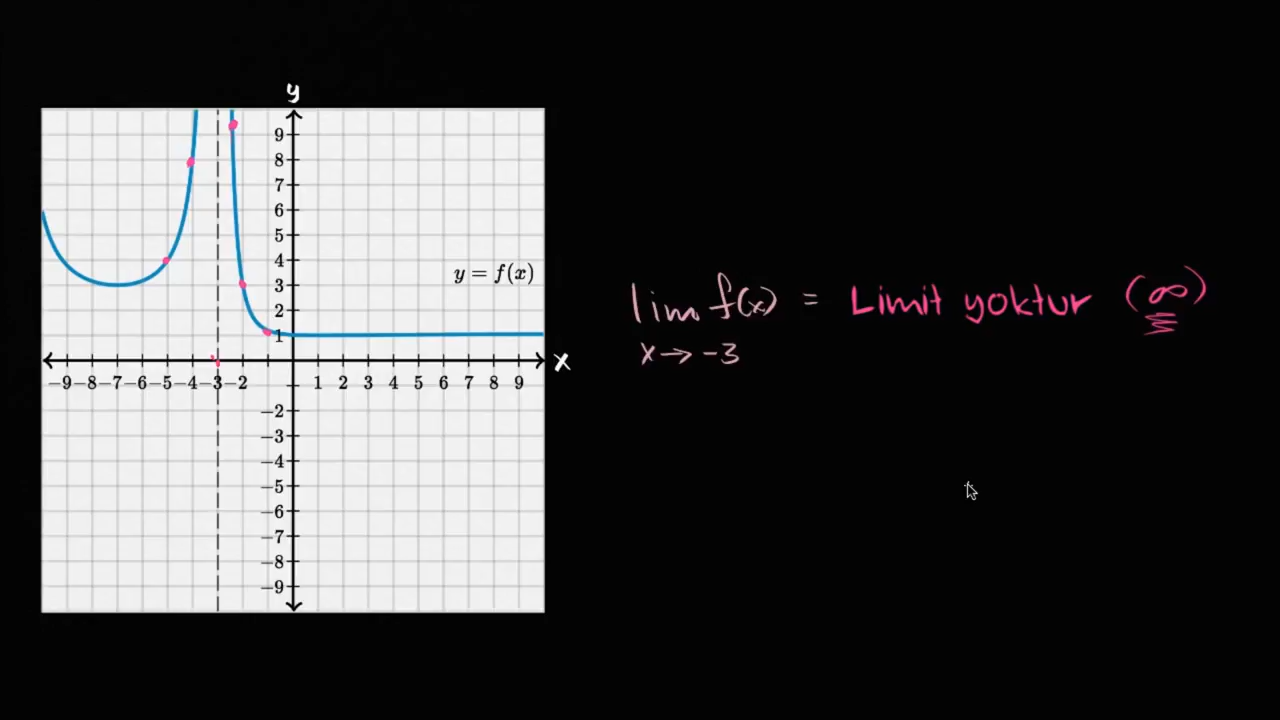 y
9
8
7
6
5
4
3
2
1
y = f(x)
x
−9 −8 −7 −6 −5 −4 −3 −2 1 2 3 4 5 6 7 8 9
−2
−3
−4
−5
−6
−7
−8
−9
lim f(x) = Limit yoktur (∞)
x → −3